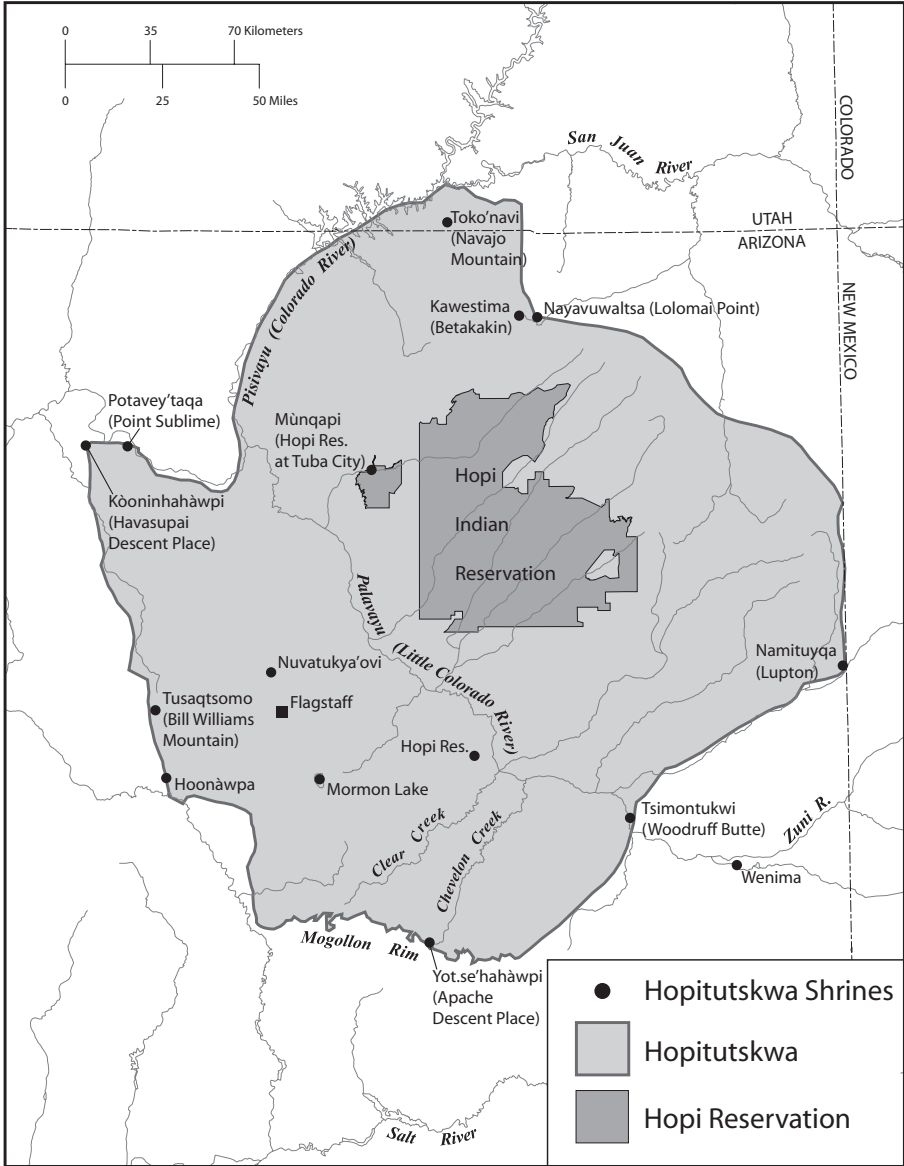 0 35 70 Kilometers
0 25 50 Miles
COLORADO
San Juan River
UTAH
ARIZONA
Toko'navi
(Navajo
Mountain)
Pisivayu (Colorado River)
NEW MEXICO
Kawestima
(Betakakin)
Nayavuwaltsa (Lolomai Point)
Potavey'taqa
(Point Sublime)
Mùnqapi
(Hopi Res.
at Tuba City)
Kòoninhahàwpi
(Havasupai
Descent Place)
Hopi
Indian
Reservation
Palavayu
(Little Colorado River)
Nuvatukya'ovi
Namituyqa
(Lupton)
Tusaqtsomo
(Bill Williams
Mountain)
Flagstaff
Hopi Res.
Hoonàwpa
Mormon Lake
Clear Creek
Chevelon Creek
Tsimontukwi
(Woodruff Butte)
Zuni R.
Wenima
Mogollon Rim
Yot.se'hahàwpi
(Apache
Descent Place)
Salt River
Hopitutskwa Shrines
Hopitutskwa
Hopi Reservation